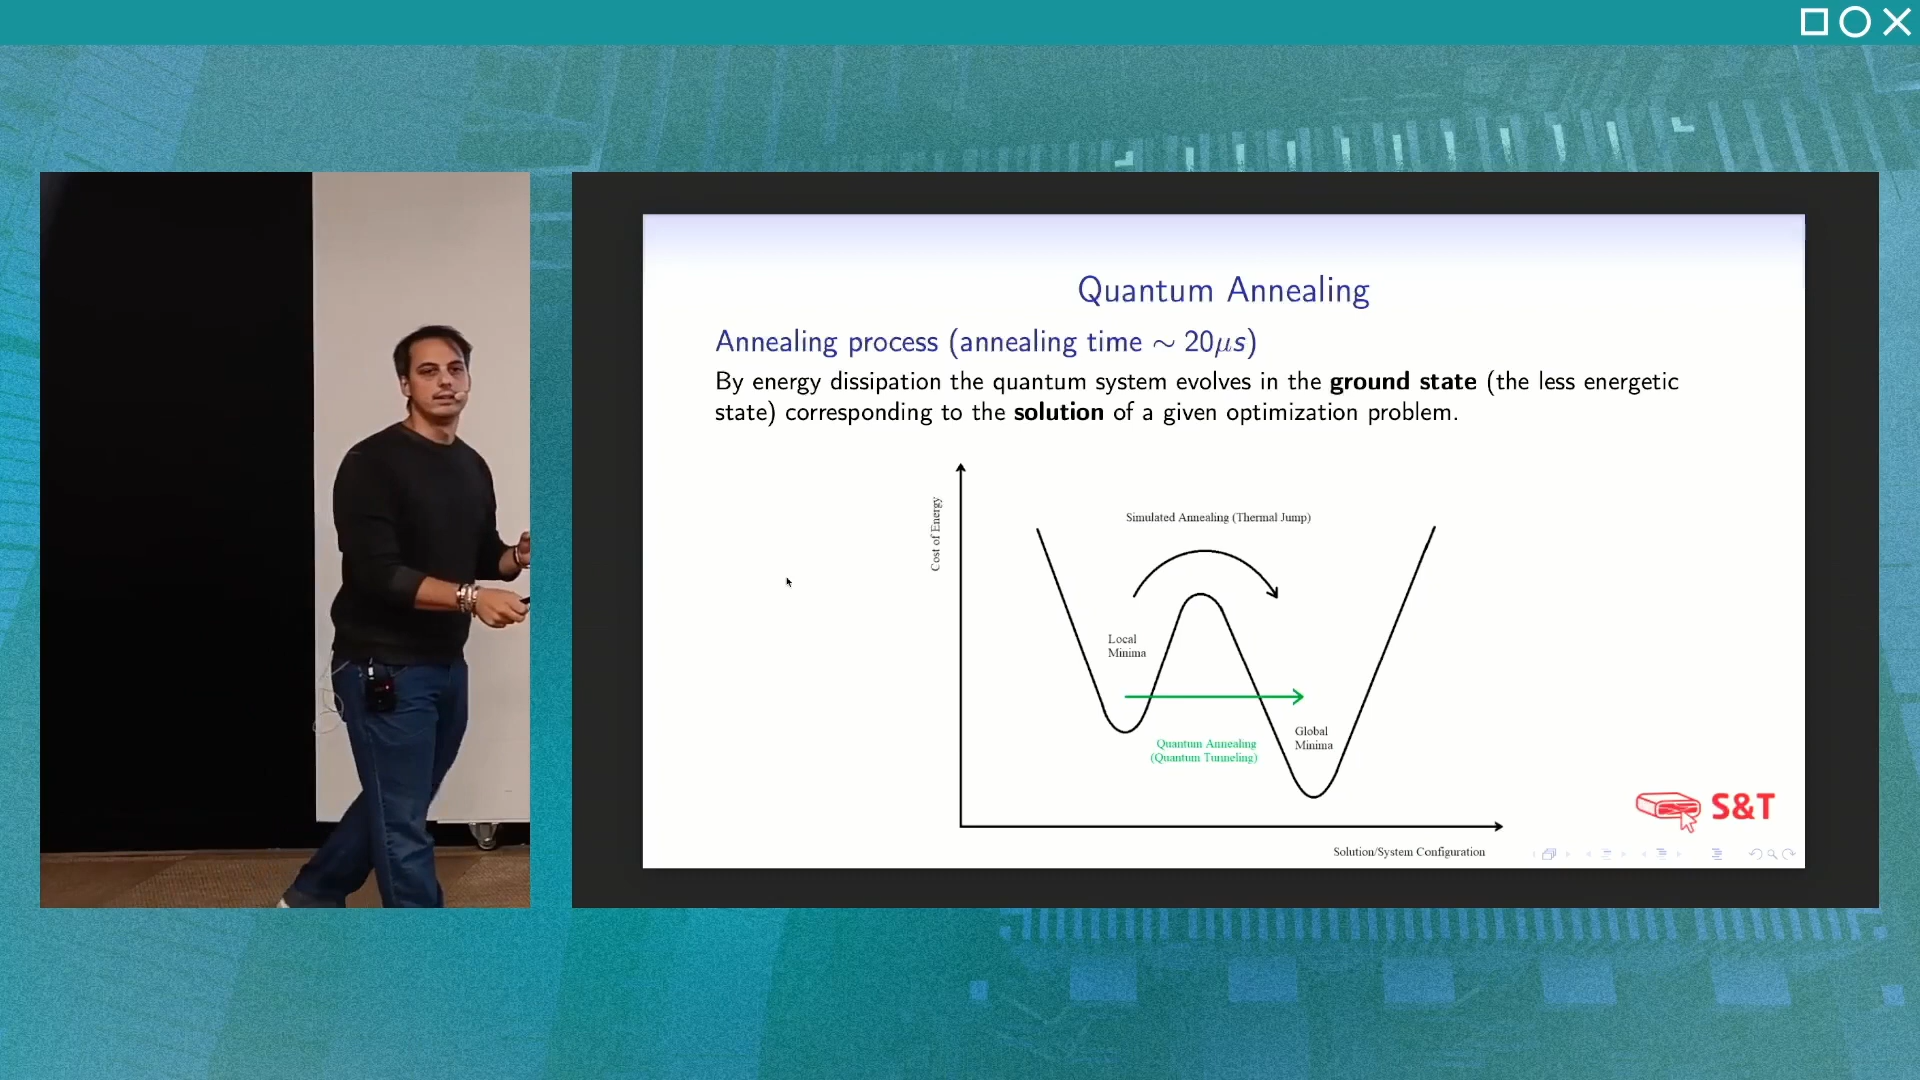 Quantum Annealing
Annealing process (annealing time ∼ 20μs)
By energy dissipation the quantum system evolves in the ground state (the less energetic
state) corresponding to the solution of a given optimization problem.
Cost of Energy
Simulated Annealing (Thermal Jump)
Local
Minima
Quantum Annealing
(Quantum Tunneling)
Global
Minima
Solution/System Configuration
S&T